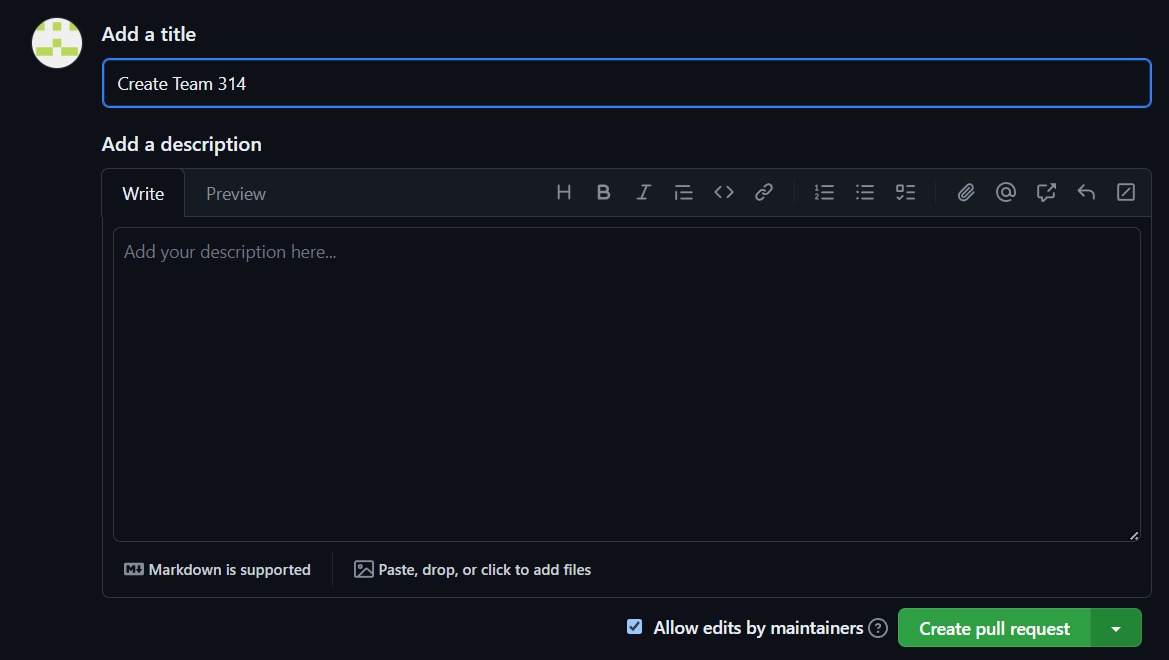 Add a title
Create Team 314
Add a description
Write Preview
Add your description here...
Markdown is supported Paste, drop, or click to add files
Allow edits by maintainers Create pull request